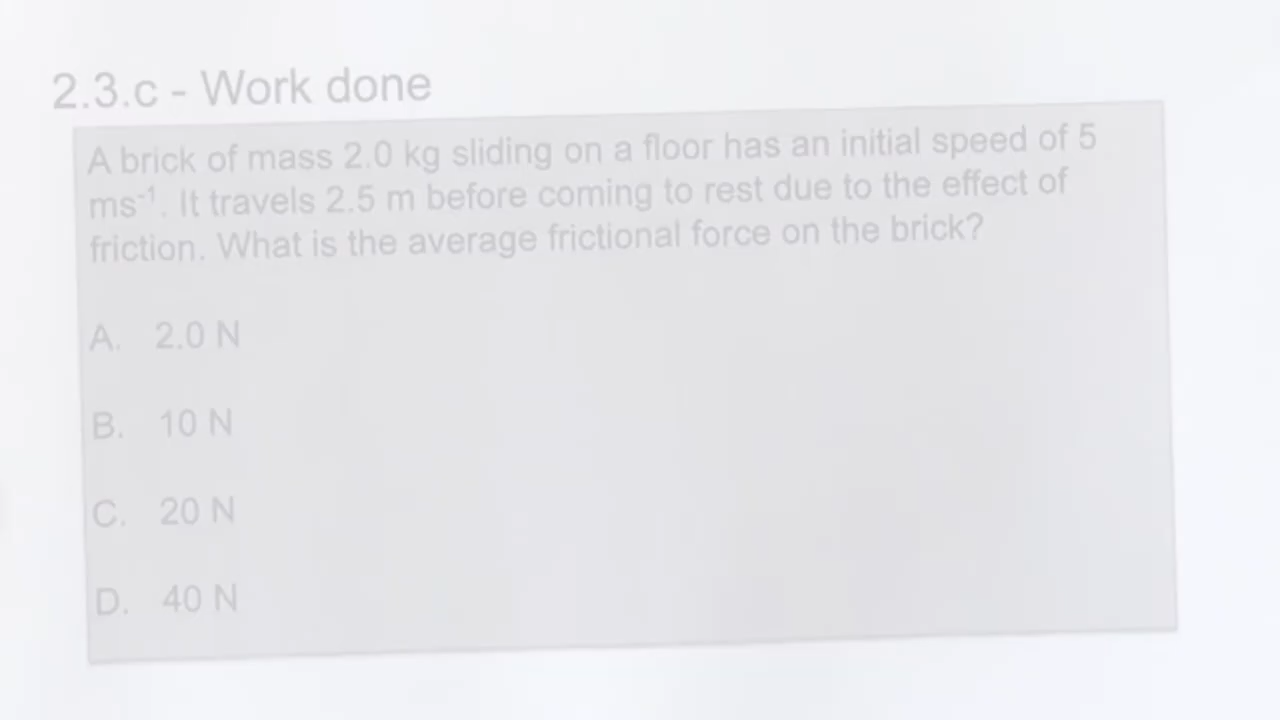 2.3.c - Work done
A brick of mass 2.0 kg sliding on a floor has an initial speed of 5
ms⁻¹. It travels 2.5 m before coming to rest due to the effect of
friction. What is the average frictional force on the brick?
A. 2.0 N
B. 10 N
C. 20 N
D. 40 N